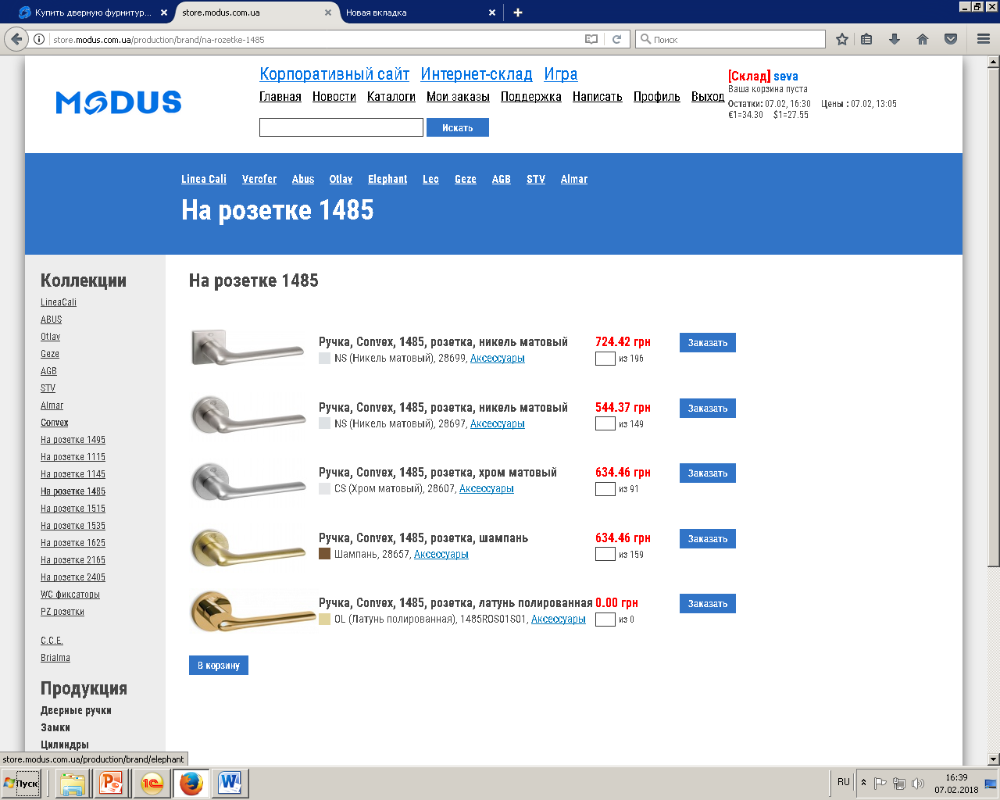 Купить дверную фурнитур...
store.modus.com.ua
Новая вкладка
store.modus.com.ua/production/brand/na-rozetke-1485
Поиск
MODUS
Корпоративный сайт Интернет-склад Игра
Главная Новости Каталоги Мои заказы Поддержка Написать Профиль Выход
Искать
[Склад] seva
Ваша корзина пуста
Остатки: 07.02, 16:30 Цены : 07.02, 13:05
€1=34.30 $1=27.55
Linea Cali Verofer Abus Otlav Elephant Leo Geze AGB STV Almar
На розетке 1485
Коллекции
LineaCali
ABUS
Otlav
Geze
AGB
STV
Almar
Convex
На розетке 1495
На розетке 1115
На розетке 1145
На розетке 1485
На розетке 1515
На розетке 1535
На розетке 1625
На розетке 2165
На розетке 2405
WC фиксаторы
PZ розетки
C.C.E.
Brialma
Продукция
Дверные ручки
Замки
Цилиндры
На розетке 1485
Ручка, Convex, 1485, розетка, никель матовый 724.42 грн Заказать
NS (Никель матовый), 28699, Аксессуары из 196
Ручка, Convex, 1485, розетка, никель матовый 544.37 грн Заказать
NS (Никель матовый), 28697, Аксессуары из 149
Ручка, Convex, 1485, розетка, хром матовый 634.46 грн Заказать
CS (Хром матовый), 28607, Аксессуары из 91
Ручка, Convex, 1485, розетка, шампань 634.46 грн Заказать
Шампань, 28657, Аксессуары из 159
Ручка, Convex, 1485, розетка, латунь полированная 0.00 грн Заказать
OL (Латунь полированная), 1485ROS01S01, Аксессуары из 0
В корзину
store.modus.com.ua/production/brand/elephant
Пуск
RU
16:39
07.02.2018